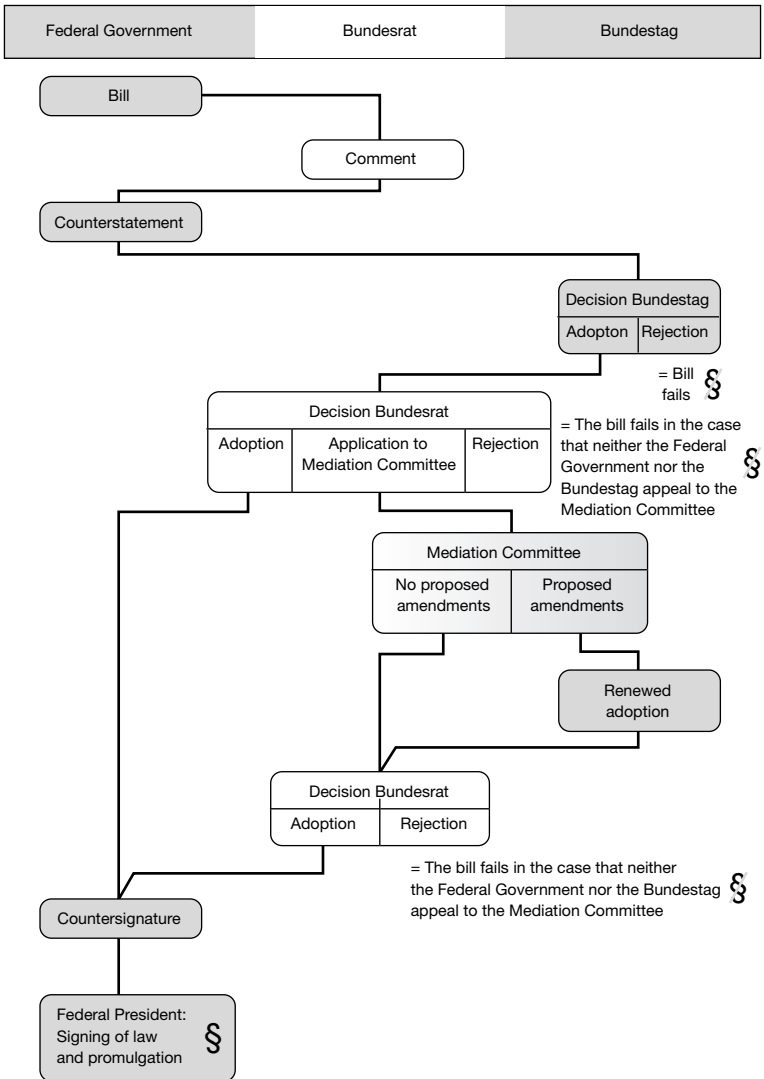 Federal Government
Bundesrat
Bundestag
Bill
Comment
Counterstatement
Decision Bundestag
Adopton
Rejection
= Bill
fails
§
Decision Bundesrat
Adoption
Application to
Mediation Committee
Rejection
= The bill fails in the case
that neither the Federal
Government nor the
Bundestag appeal to the
Mediation Committee
§
Mediation Committee
No proposed
amendments
Proposed
amendments
Renewed
adoption
Decision Bundesrat
Adoption
Rejection
= The bill fails in the case that neither
the Federal Government nor the Bundestag
appeal to the Mediation Committee
§
Countersignature
Federal President:
Signing of law
and promulgation
§